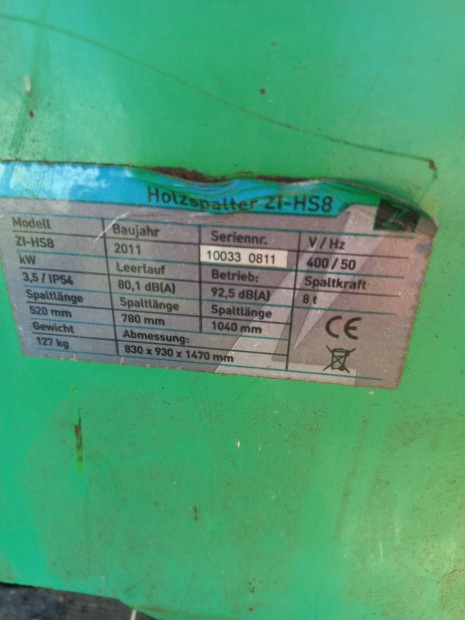 Holzspalter ZI-HS8
Modell Baujahr Seriennr. V / Hz
ZI-HS8 2011 10033 0811 400 / 50
kW Leerlauf Betrieb: Spaltkraft
3,5 / IP54 80,1 dB(A) 92,5 dB(A) 8 t
Spaltlänge Spaltlänge Spaltlänge
520 mm 780 mm 1040 mm CE
Gewicht Abmessung:
127 kg 830 x 930 x 1470 mm